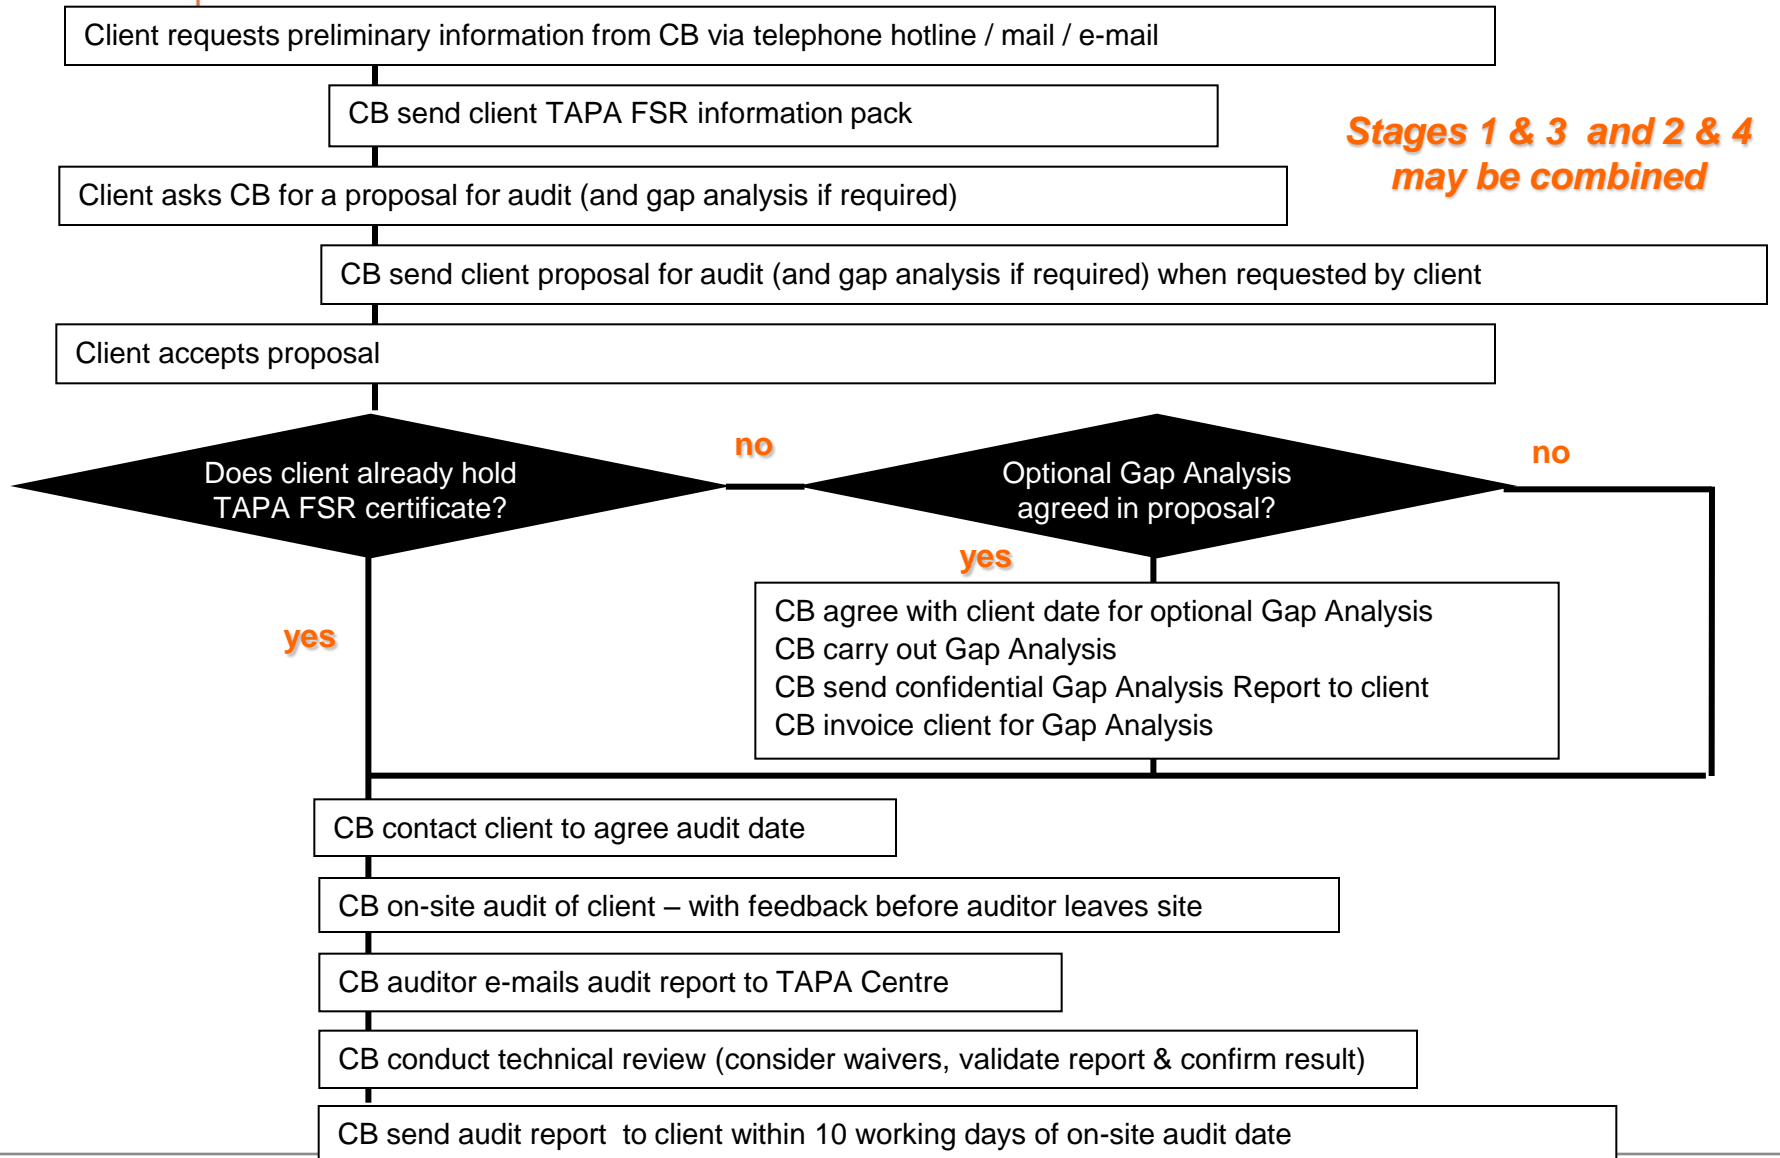 Client requests preliminary information from CB via telephone hotline / mail / e-mail
CB send client TAPA FSR information pack
Stages 1 & 3 and 2 & 4
may be combined
Client asks CB for a proposal for audit (and gap analysis if required)
CB send client proposal for audit (and gap analysis if required) when requested by client
Client accepts proposal
Does client already hold
TAPA FSR certificate?
no
Optional Gap Analysis
agreed in proposal?
no
yes
yes
CB agree with client date for optional Gap Analysis
CB carry out Gap Analysis
CB send confidential Gap Analysis Report to client
CB invoice client for Gap Analysis
CB contact client to agree audit date
CB on-site audit of client – with feedback before auditor leaves site
CB auditor e-mails audit report to TAPA Centre
CB conduct technical review (consider waivers, validate report & confirm result)
CB send audit report to client within 10 working days of on-site audit date